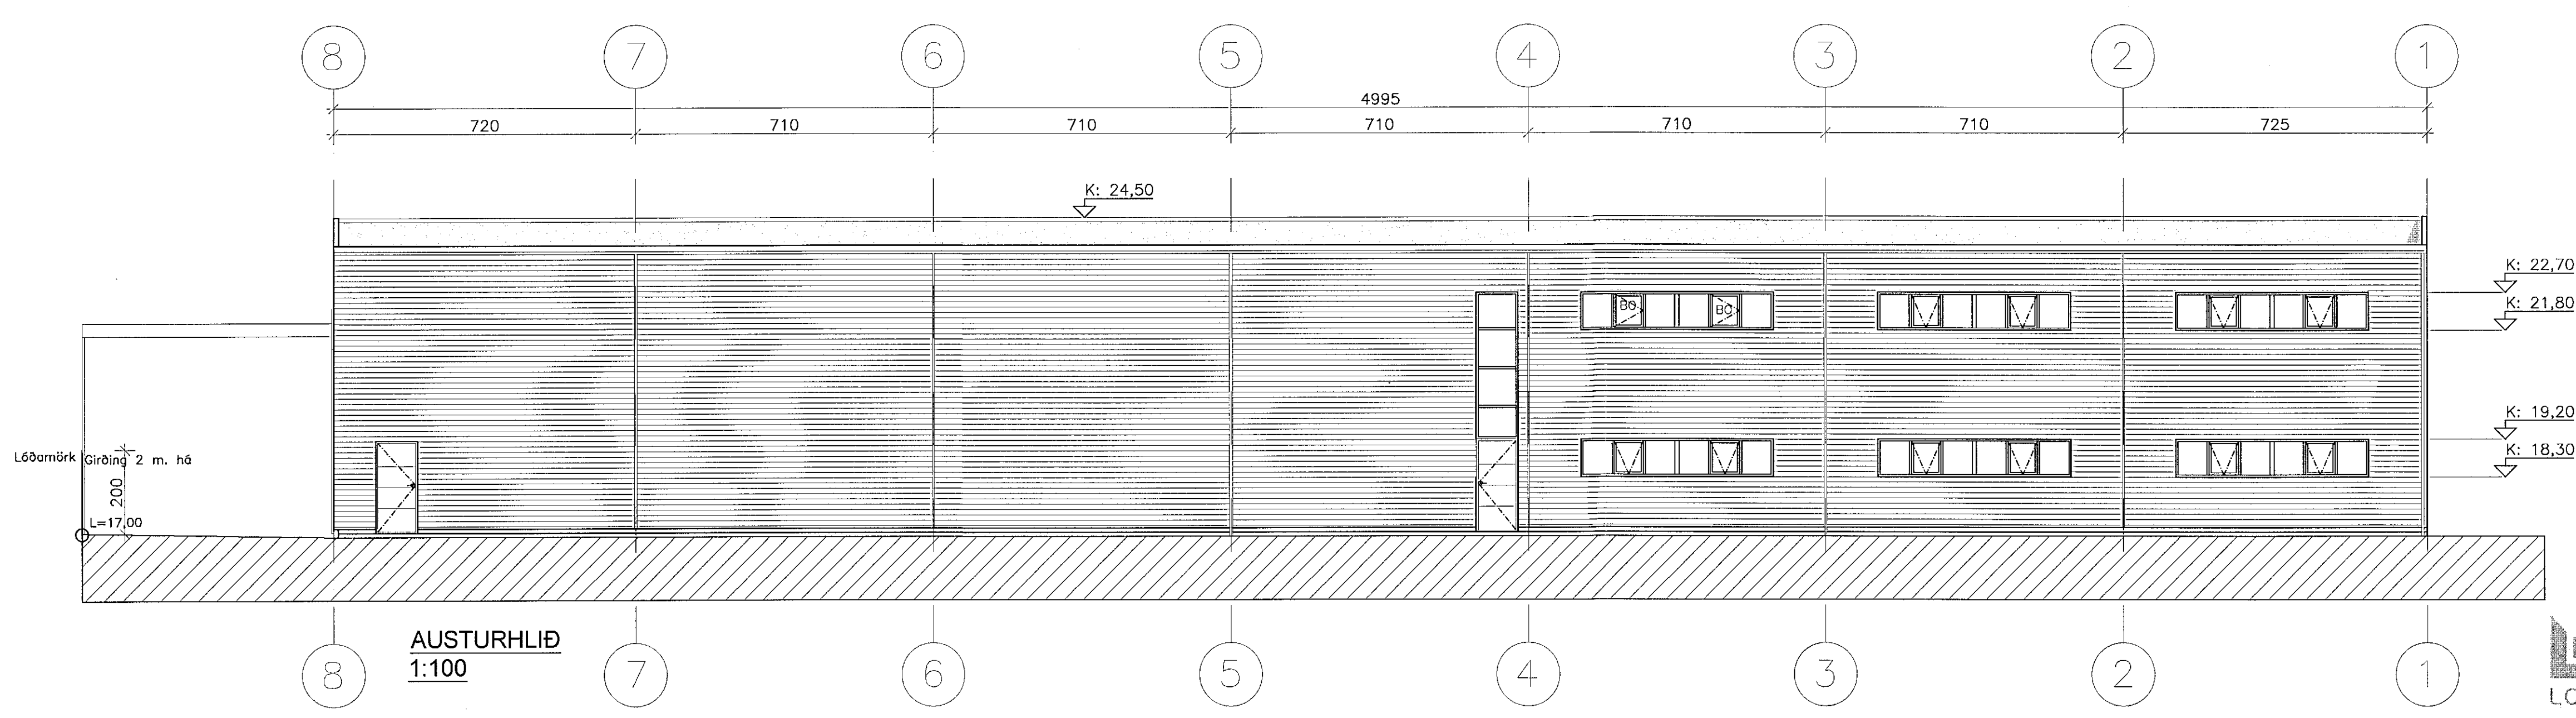 8 7 6 5 4 3 2 1
4995
720 710 710 710 710 710 725
K: 24,50
K: 22,70
K: 21,80
BO BO
K: 19,20
K: 18,30
Lóðamörk Girðing 2 m. há
200
L=17,00
AUSTURHLIÐ
1:100
8 7 6 5 4 3 2 1